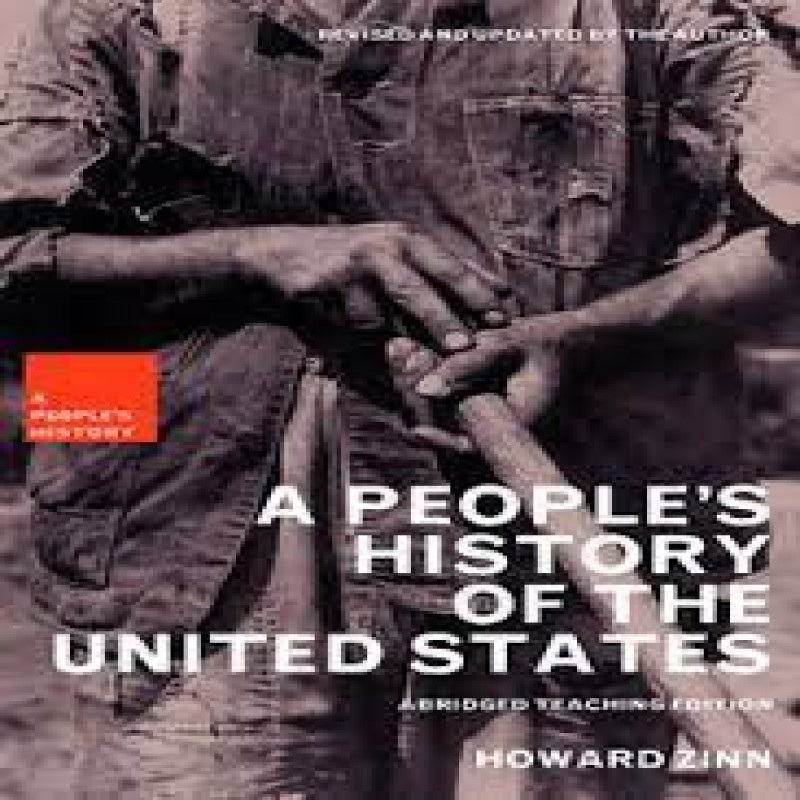 REVISED AND UPDATED BY THE AUTHOR
A
PEOPLE'S
HISTORY
A PEOPLE'S
HISTORY
OF THE
UNITED STATES
ABRIDGED TEACHING EDITION
HOWARD ZINN